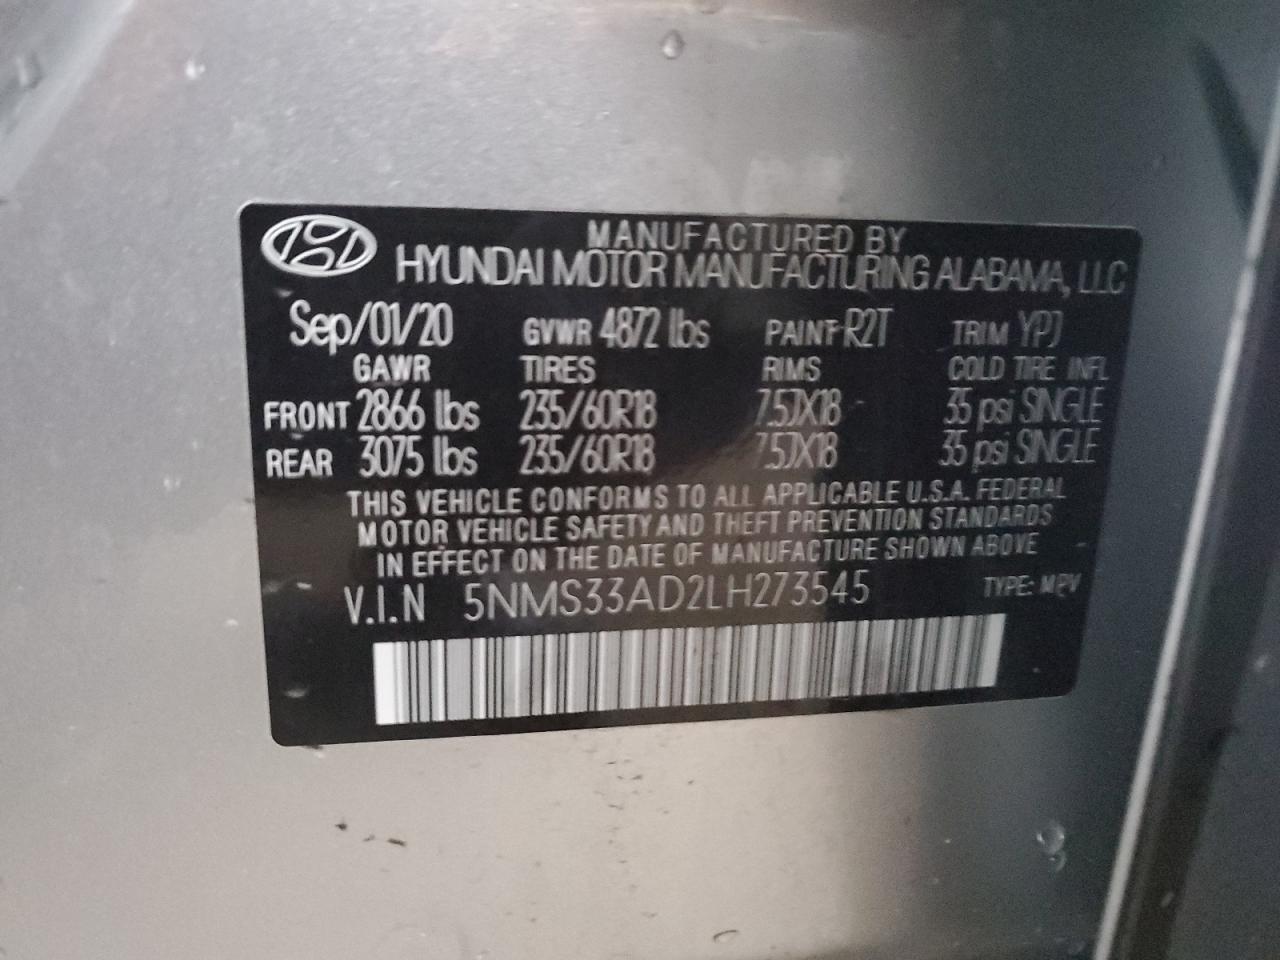 MANUFACTURED BY
HYUNDAI MOTOR MANUFACTURING ALABAMA, LLC
Sep/01/20 GVWR 4872 lbs PAINT R2T TRIM YPJ
GAWR TIRES RIMS COLD TIRE INFL
FRONT 2866 lbs 235/60R18 7.5JX18 35 psi SINGLE
REAR 3075 lbs 235/60R18 7.5JX18 35 psi SINGLE
THIS VEHICLE CONFORMS TO ALL APPLICABLE U.S.A. FEDERAL
MOTOR VEHICLE SAFETY AND THEFT PREVENTION STANDARDS
IN EFFECT ON THE DATE OF MANUFACTURE SHOWN ABOVE
V.I.N 5NMS33AD2LH273545 TYPE: MPV